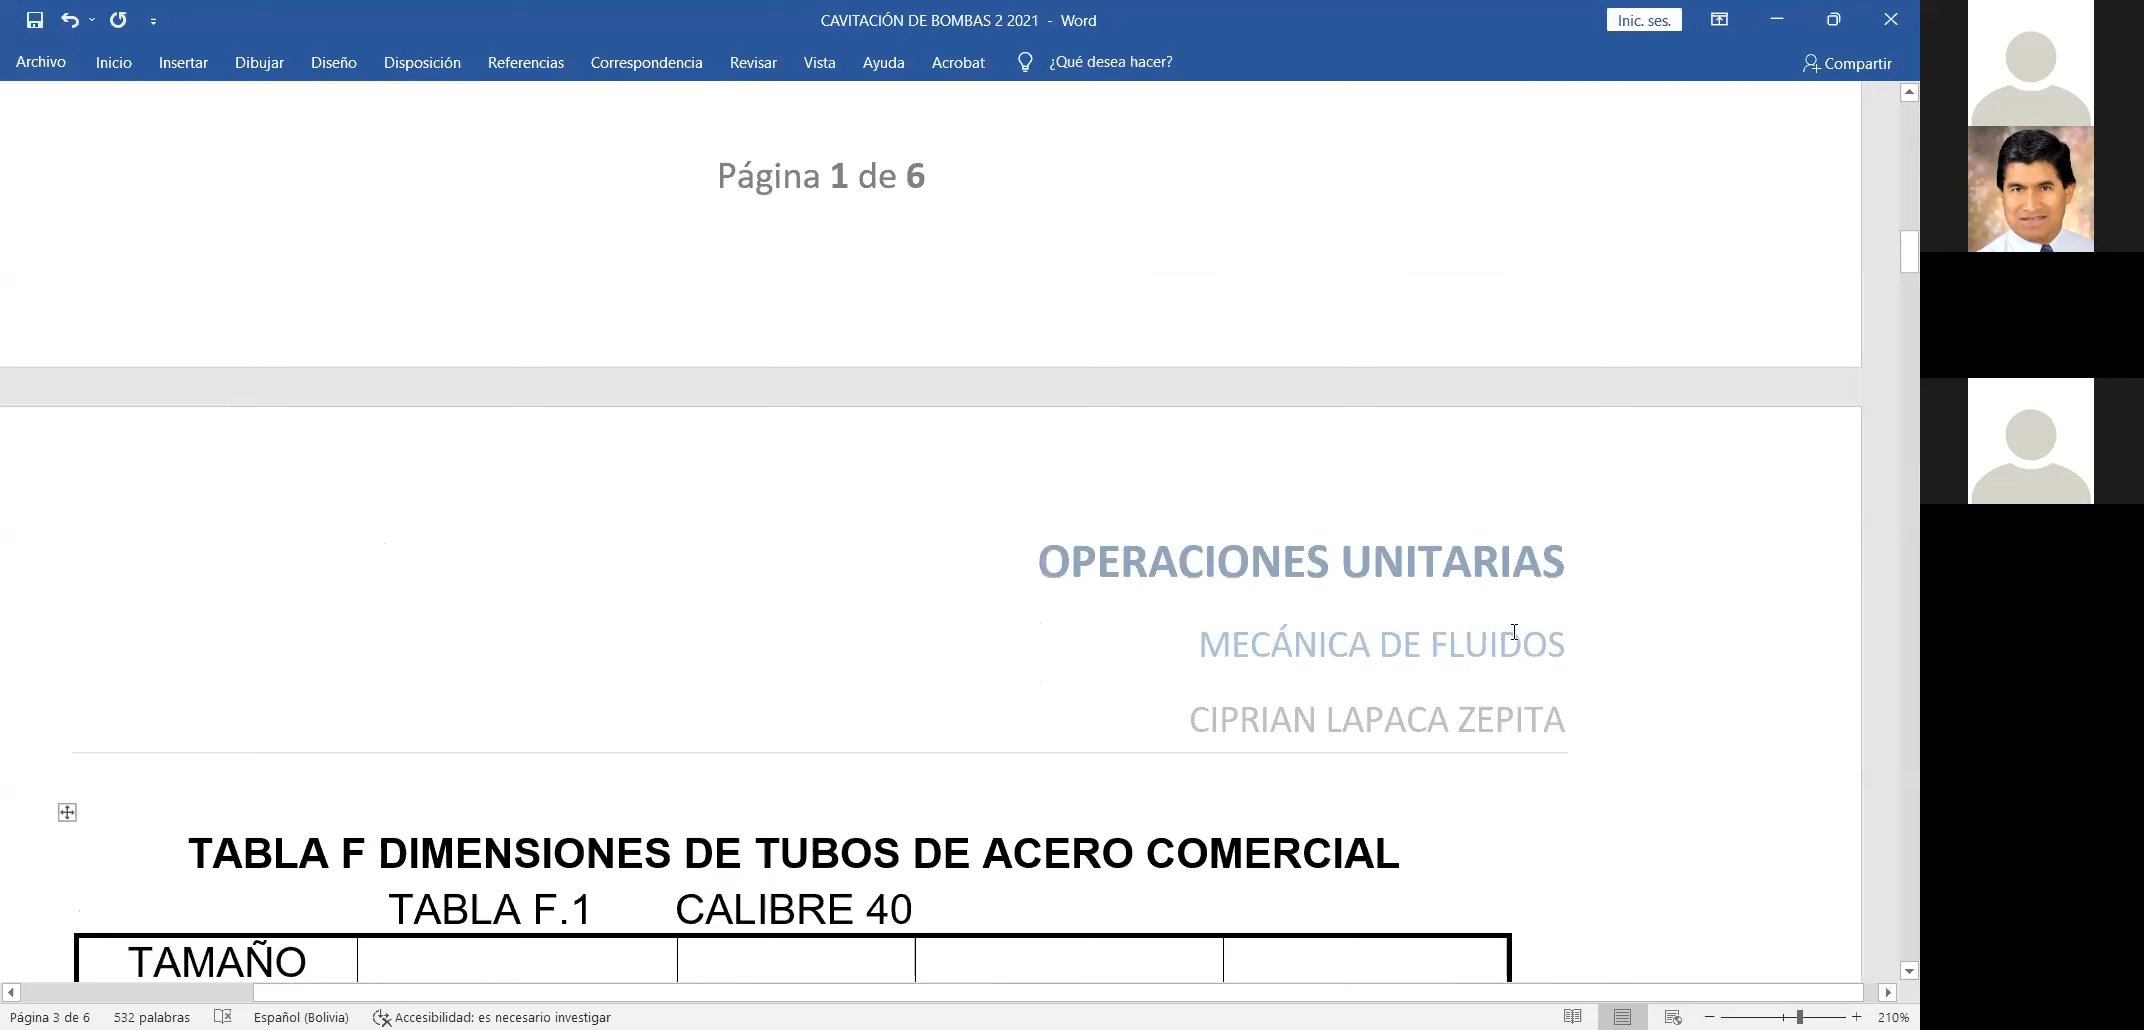 CAVITACIÓN DE BOMBAS 2 2021 - Word
Inic. ses.
Archivo Inicio Insertar Dibujar Diseño Disposición Referencias Correspondencia Revisar Vista Ayuda Acrobat ¿Qué desea hacer? Compartir
Página 1 de 6
OPERACIONES UNITARIAS
MECÁNICA DE FLUIDOS
CIPRIAN LAPACA ZEPITA
TABLA F DIMENSIONES DE TUBOS DE ACERO COMERCIAL
TABLA F.1 CALIBRE 40
TAMAÑO
Página 3 de 6 532 palabras Español (Bolivia) Accesibilidad: es necesario investigar 210%